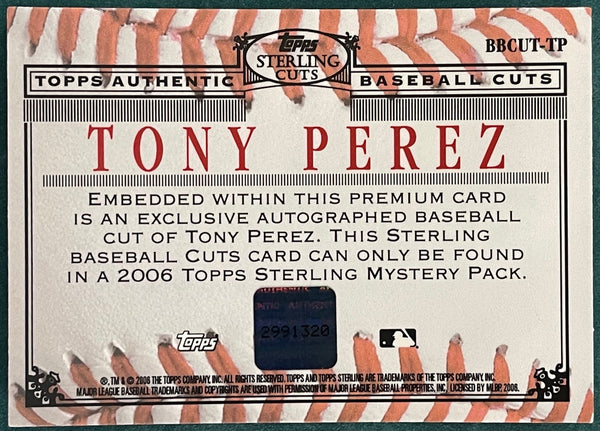 BBCUT-TP
Topps
STERLING
CUTS
TOPPS AUTHENTIC BASEBALL CUTS
TONY PEREZ
EMBEDDED WITHIN THIS PREMIUM CARD
IS AN EXCLUSIVE AUTOGRAPHED BASEBALL
CUT OF TONY PEREZ. THIS STERLING
BASEBALL CUTS CARD CAN ONLY BE FOUND
IN A 2006 TOPPS STERLING MYSTERY PACK.
AUTHENTIC
AUTHENTIC
2991320
Topps
®, TM & © 2006 THE TOPPS COMPANY, INC. ALL RIGHTS RESERVED. TOPPS AND TOPPS STERLING ARE TRADEMARKS OF THE TOPPS COMPANY, INC.
MAJOR LEAGUE BASEBALL TRADEMARKS AND COPYRIGHTS ARE USED WITH PERMISSION OF MAJOR LEAGUE BASEBALL PROPERTIES, INC. LICENSED BY MLBP, 2006.